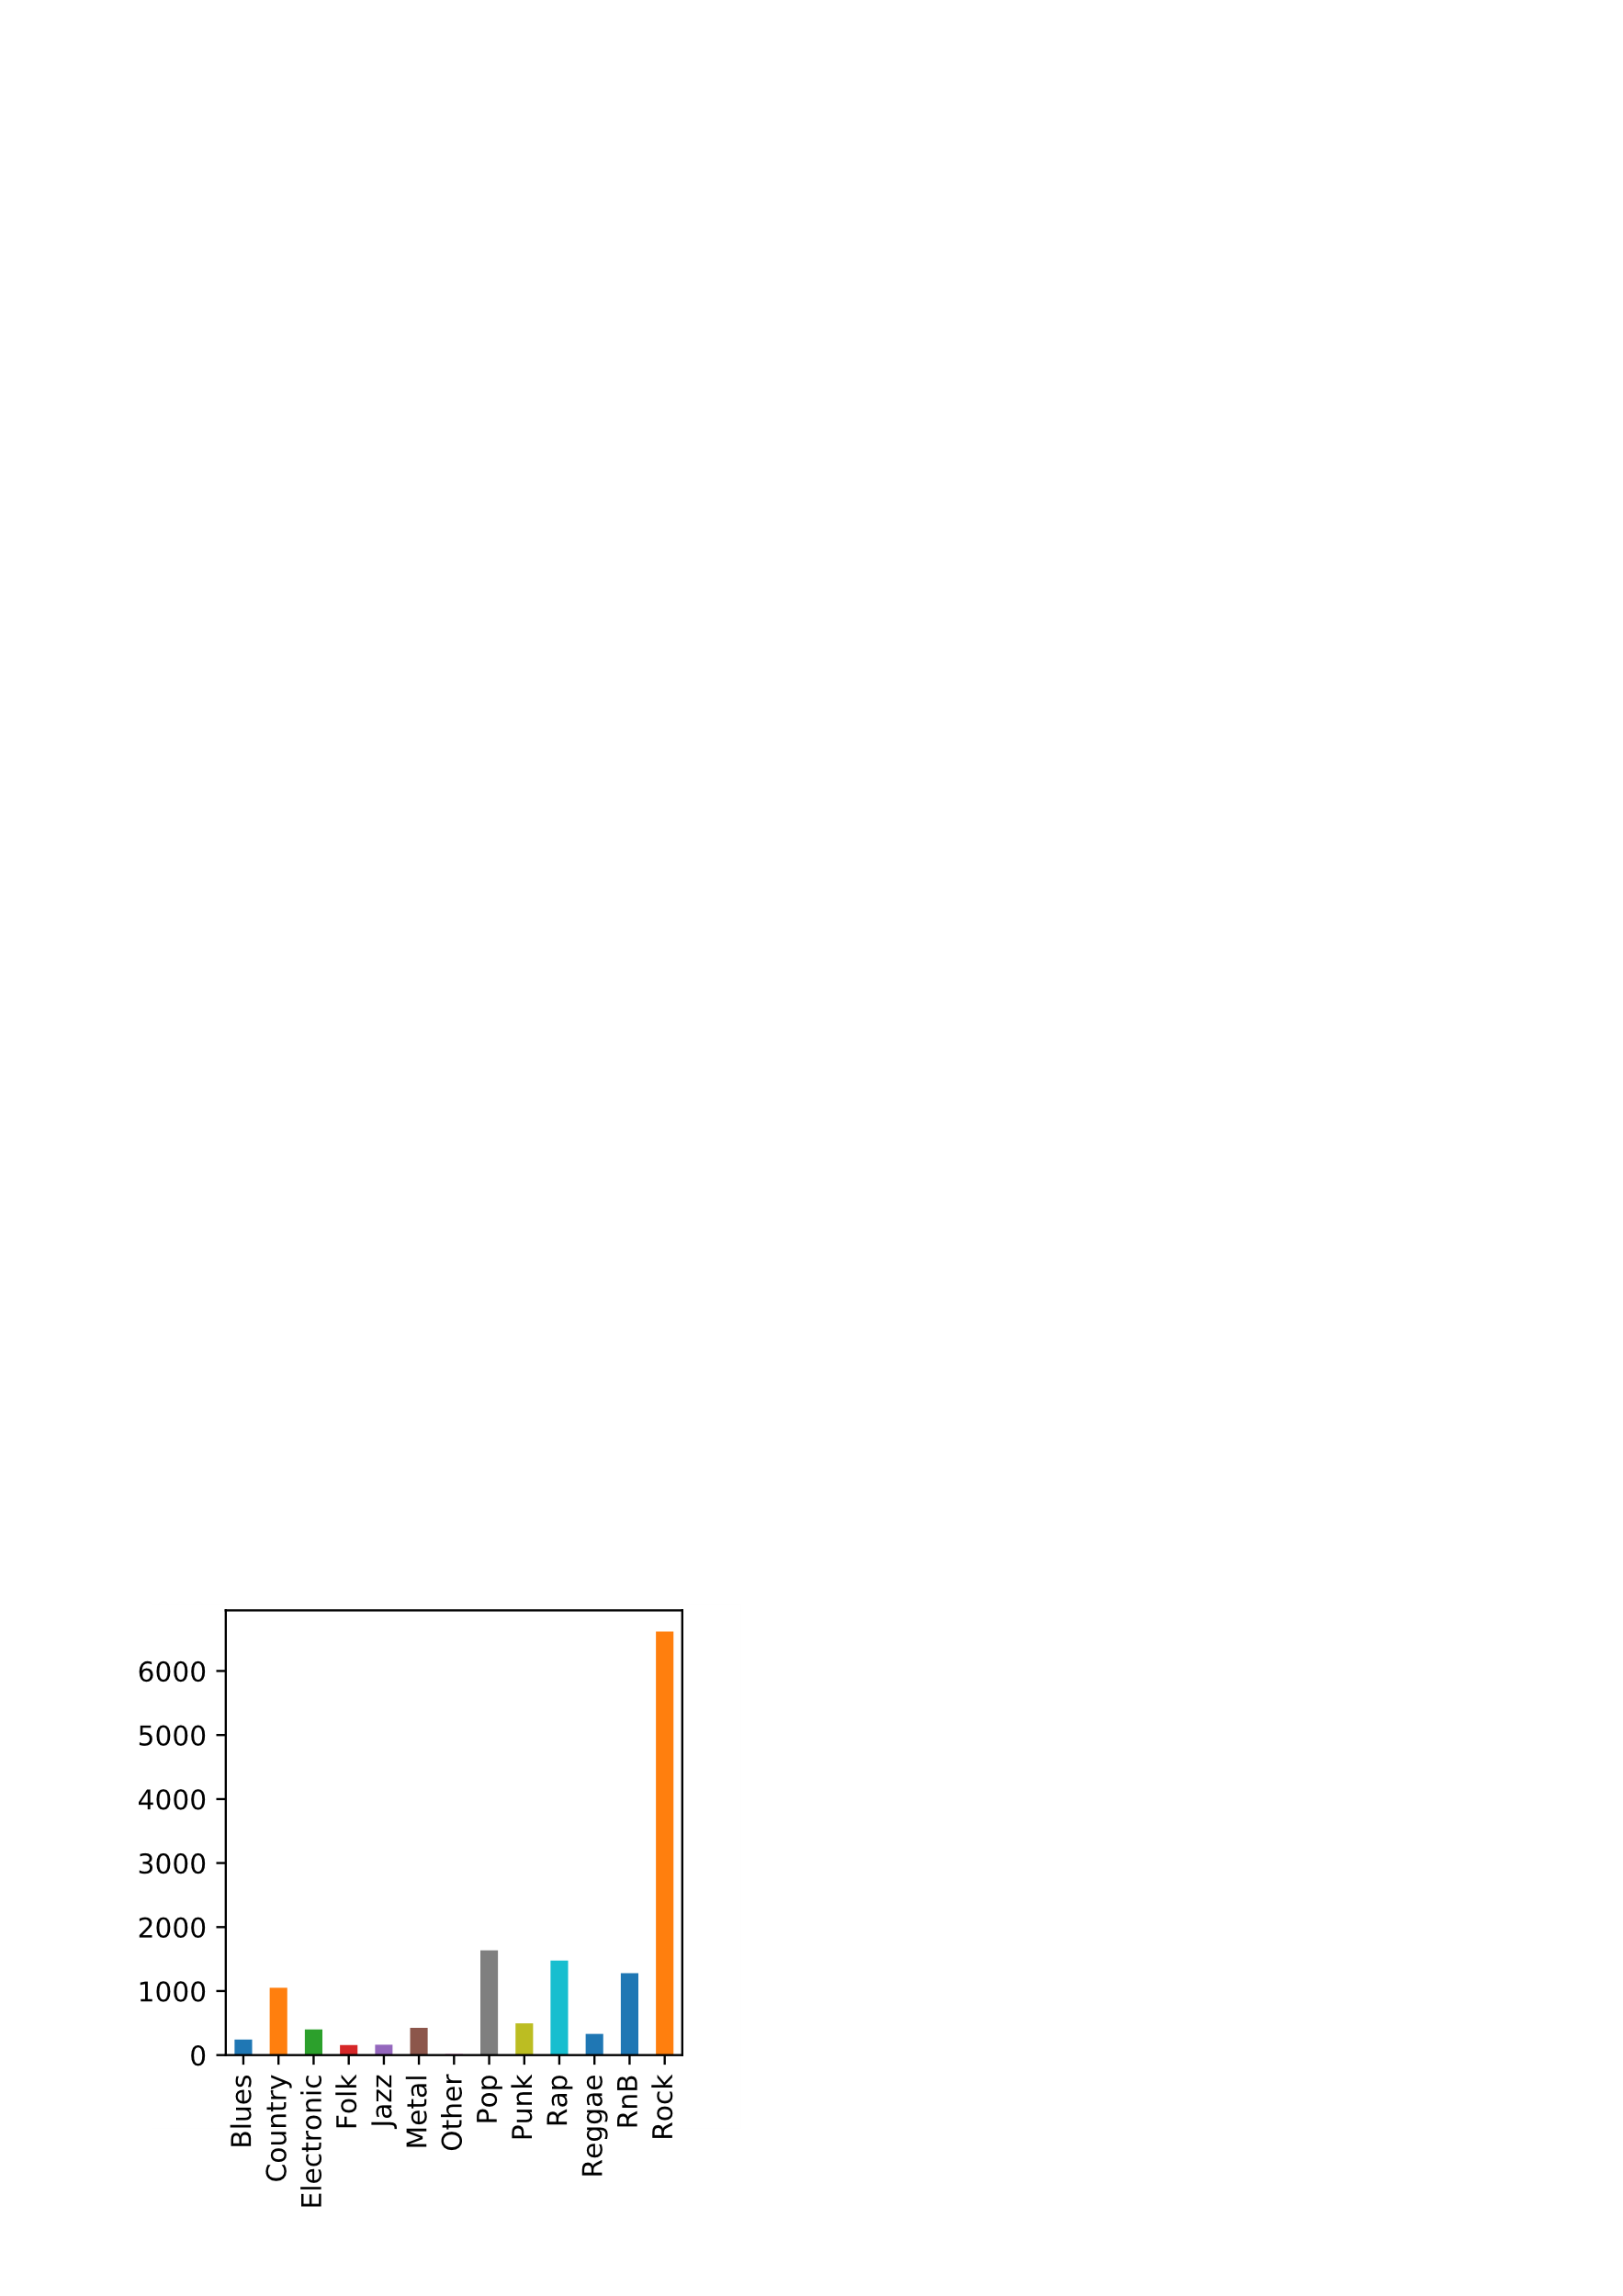 6000
5000
4000
3000
2000
1000
0
Blues
Country
Electronic
Folk
Jazz
Metal
Other
Pop
Punk
Rap
Reggae
RnB
Rock